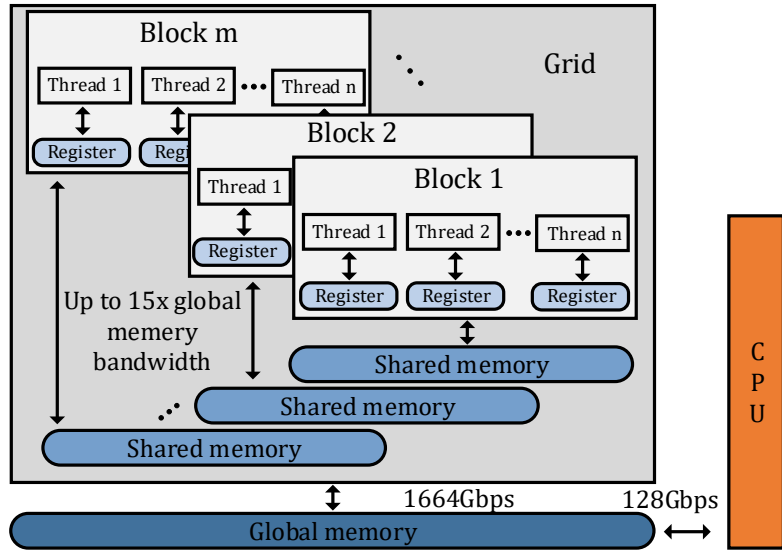 Block m
Grid
Thread 1
Thread 2
•••
Thread n
Register
Regi
Block 2
Thread 1
Register
Block 1
Thread 1
Thread 2
•••
Thread n
Register
Register
Register
Up to 15x global
memery
bandwidth
Shared memory
Shared memory
Shared memory
C
P
U
1664Gbps
128Gbps
Global memory